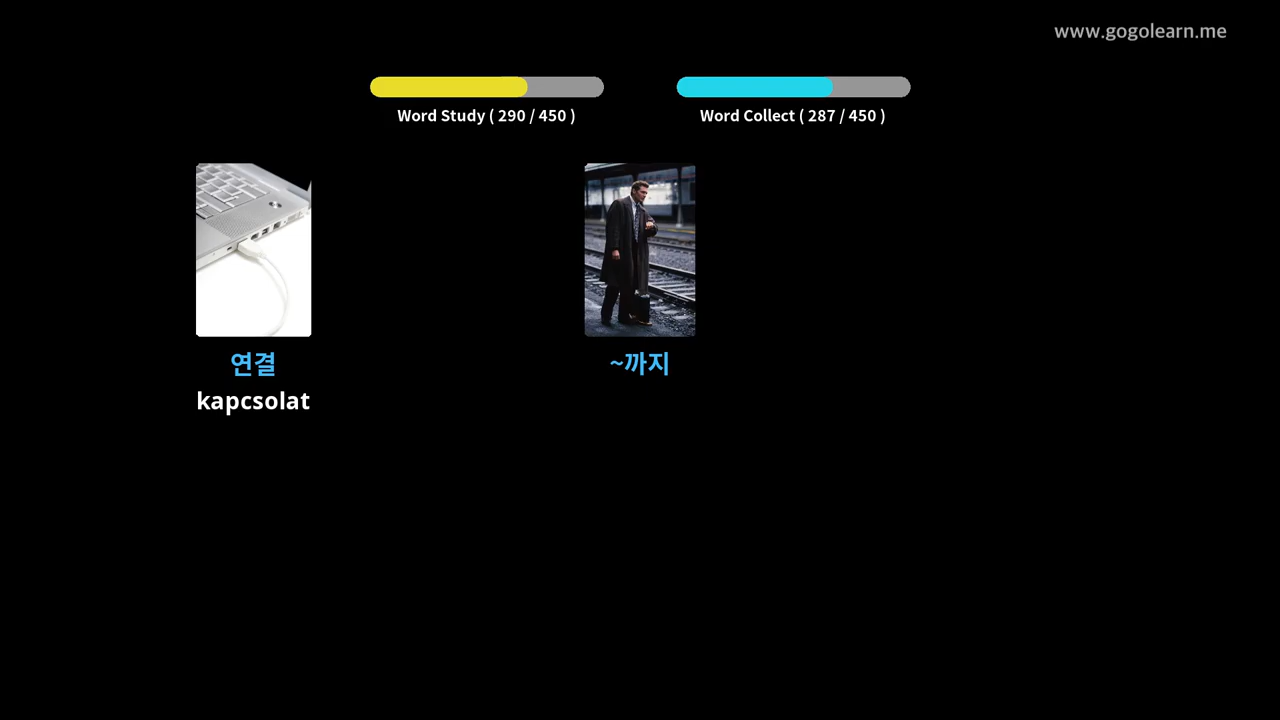 www.gogolearn.me
Word Study ( 290 / 450 )
Word Collect ( 287 / 450 )
연결
kapcsolat
~까지